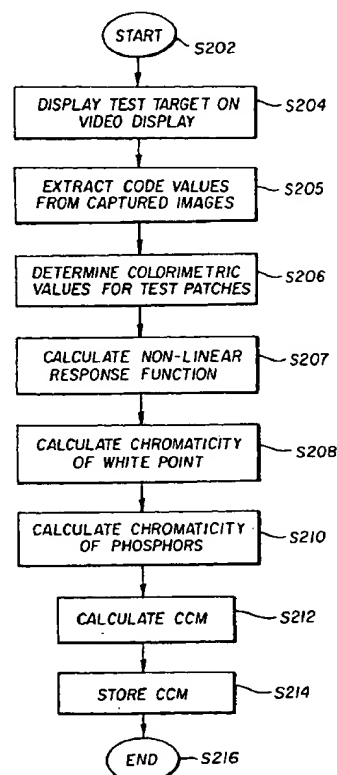 START
S202
DISPLAY TEST TARGET ON
VIDEO DISPLAY
S204
EXTRACT CODE VALUES
FROM CAPTURED IMAGES
S205
DETERMINE COLORIMETRIC
VALUES FOR TEST PATCHES
S206
CALCULATE NON-LINEAR
RESPONSE FUNCTION
S207
CALCULATE CHROMATICITY
OF WHITE POINT
S208
CALCULATE CHROMATICITY
OF PHOSPHORS
S210
CALCULATE CCM
S212
STORE CCM
S214
END
S216